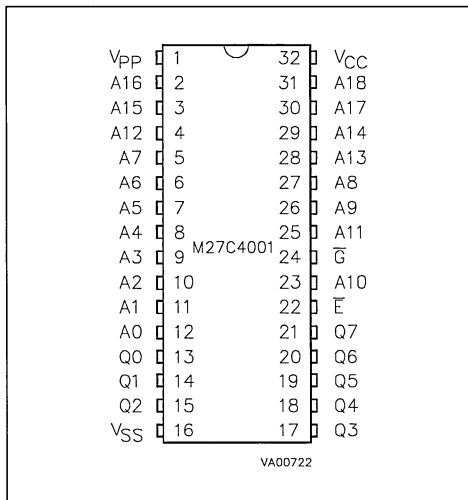 VPP 1 32 VCC
A16 2 31 A18
A15 3 30 A17
A12 4 29 A14
A7 5 28 A13
A6 6 27 A8
A5 7 26 A9
A4 8 25 A11
M27C4001
A3 9 24 G̅
A2 10 23 A10
A1 11 22 E̅
A0 12 21 Q7
Q0 13 20 Q6
Q1 14 19 Q5
Q2 15 18 Q4
VSS 16 17 Q3
VA00722